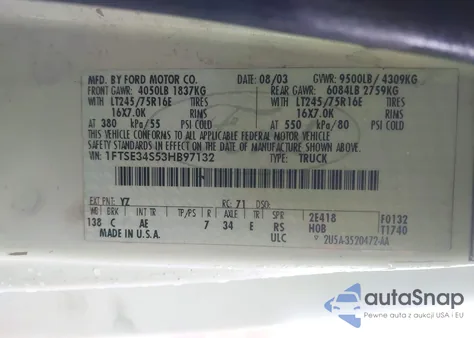 MFD. BY FORD MOTOR CO. DATE: 08/03 GVWR: 9500LB / 4309KG
FRONT GAWR: 4050LB 1837KG REAR GAWR: 6084LB 2759KG
WITH LT245/75R16E TIRES WITH LT245/75R16E TIRES
16X7.0K RIMS 16X7.0K RIMS
AT 380 kPa/55 PSI COLD AT 550 kPa/80 PSI COLD
THIS VEHICLE CONFORMS TO ALL APPLICABLE FEDERAL MOTOR VEHICLE
SAFETY STANDARDS IN EFFECT ON THE DATE OF MANUFACTURE SHOWN ABOVE.
VIN: 1FTSE34S53HB97132 TYPE: TRUCK
EXT PNT: YZ RC: 71 DSO:
WB BRK INT TR TP/PS R AXLE TR SPR 2E418 F0132
138 C AE 7 34 E RS H0B T1740
MADE IN U.S.A. ULC 2U5A-3520472-AA
autoSnap
Pewne auta z aukcji USA i EU